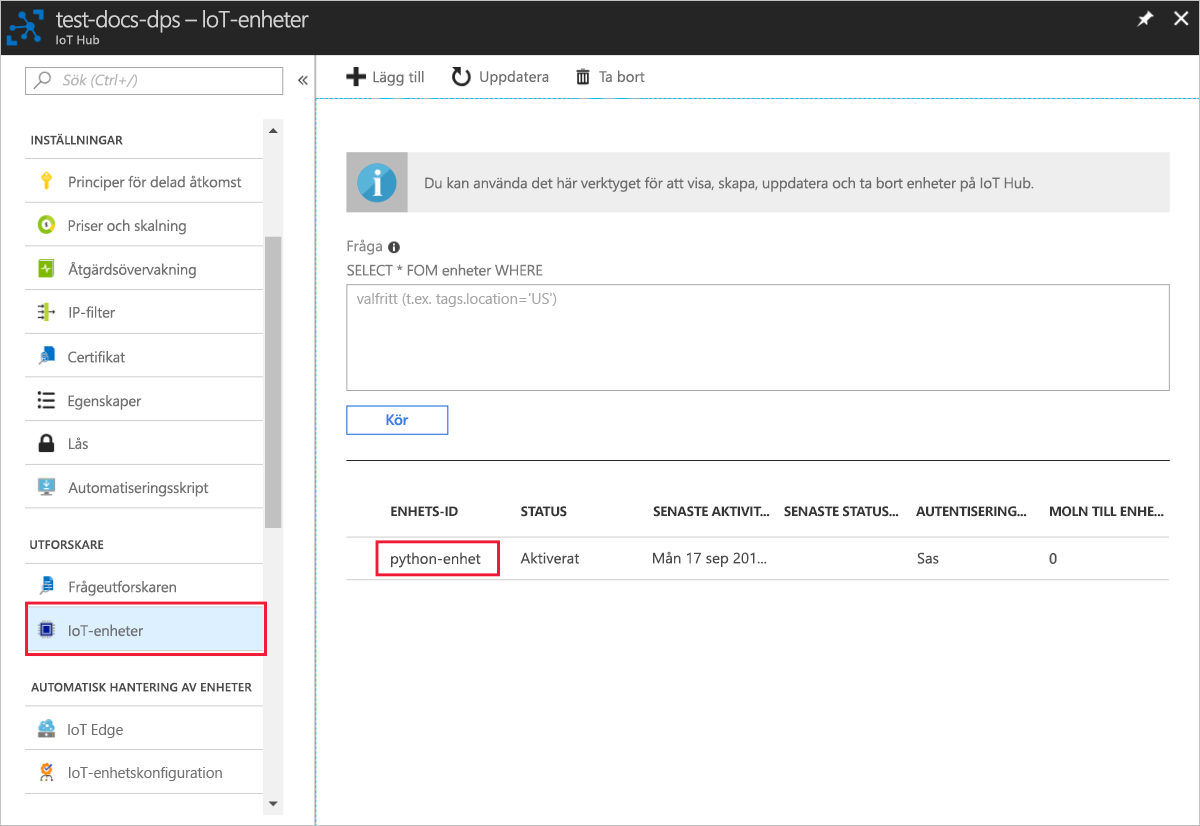 test-docs-dps – IoT-enheter
IoT Hub
Sök (Ctrl+/)
«
INSTÄLLNINGAR
Principer för delad åtkomst
Priser och skalning
Åtgärdsövervakning
IP-filter
Certifikat
Egenskaper
Lås
Automatiseringsskript
UTFORSKARE
Frågeutforskaren
IoT-enheter
AUTOMATISK HANTERING AV ENHETER
IoT Edge
IoT-enhetskonfiguration
Lägg till Uppdatera Ta bort
Du kan använda det här verktyget för att visa, skapa, uppdatera och ta bort enheter på IoT Hub.
Fråga
SELECT * FOM enheter WHERE
valfritt (t.ex. tags.location='US')
Kör
ENHETS-ID STATUS SENASTE AKTIVIT... SENASTE STATUS... AUTENTISERING... MOLN TILL ENHE...
python-enhet Aktiverat Mån 17 sep 201... Sas 0